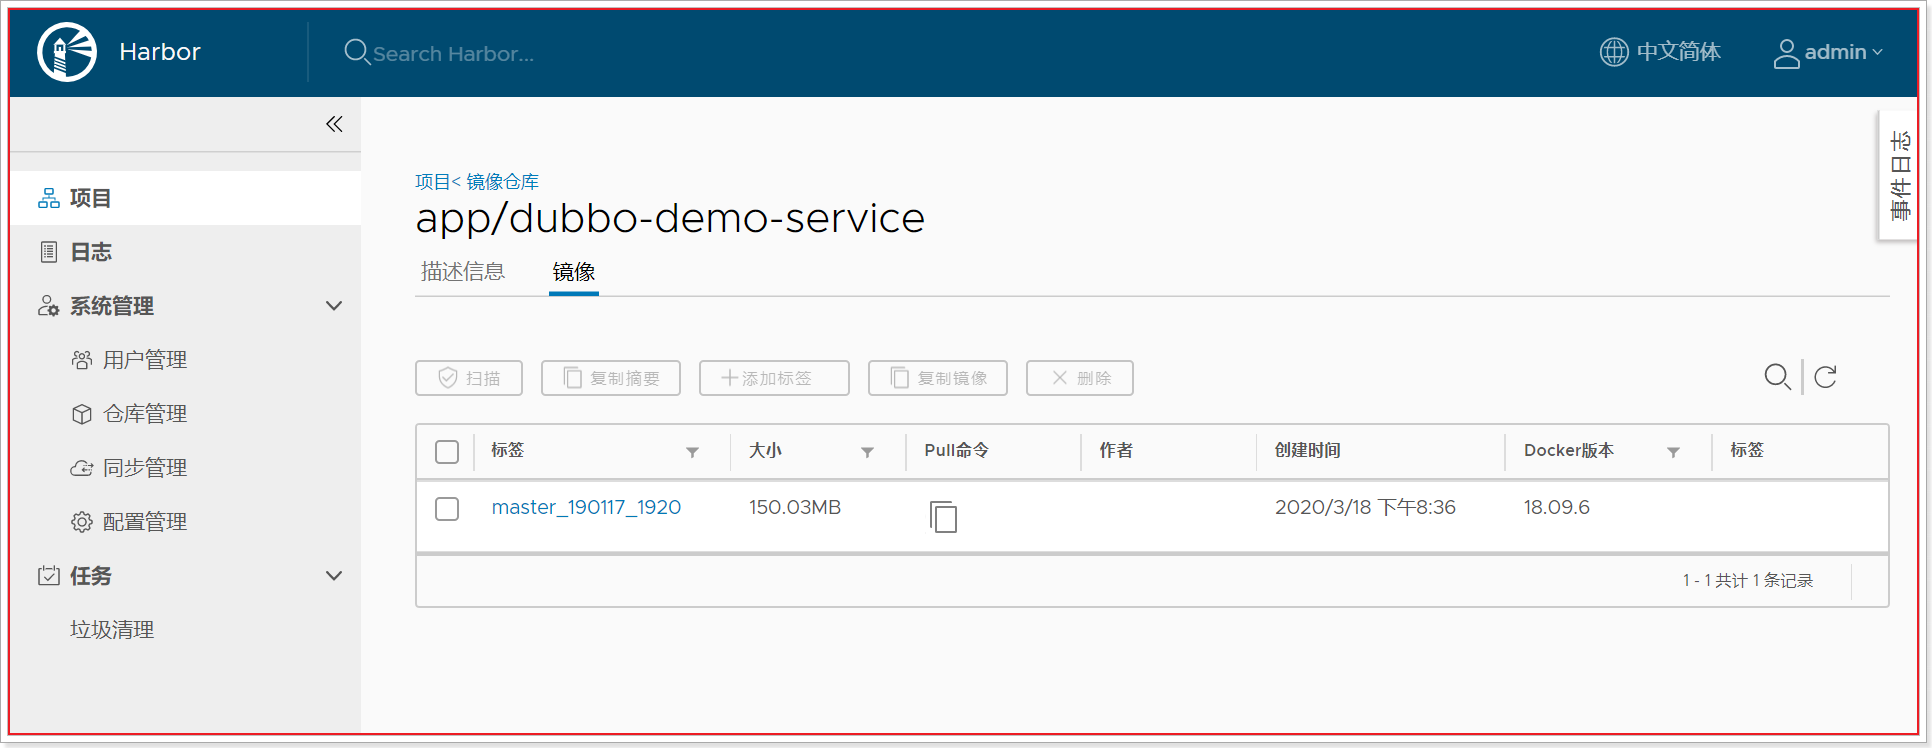 Harbor
Search Harbor...
中文简体
admin
事件日志
项目
日志
系统管理
用户管理
仓库管理
同步管理
配置管理
任务
垃圾清理
项目< 镜像仓库
app/dubbo-demo-service
描述信息 镜像
扫描 复制摘要 添加标签 复制镜像 删除
标签 大小 Pull命令 作者 创建时间 Docker版本 标签
master_190117_1920 150.03MB 2020/3/18 下午8:36 18.09.6
1 - 1 共计 1 条记录